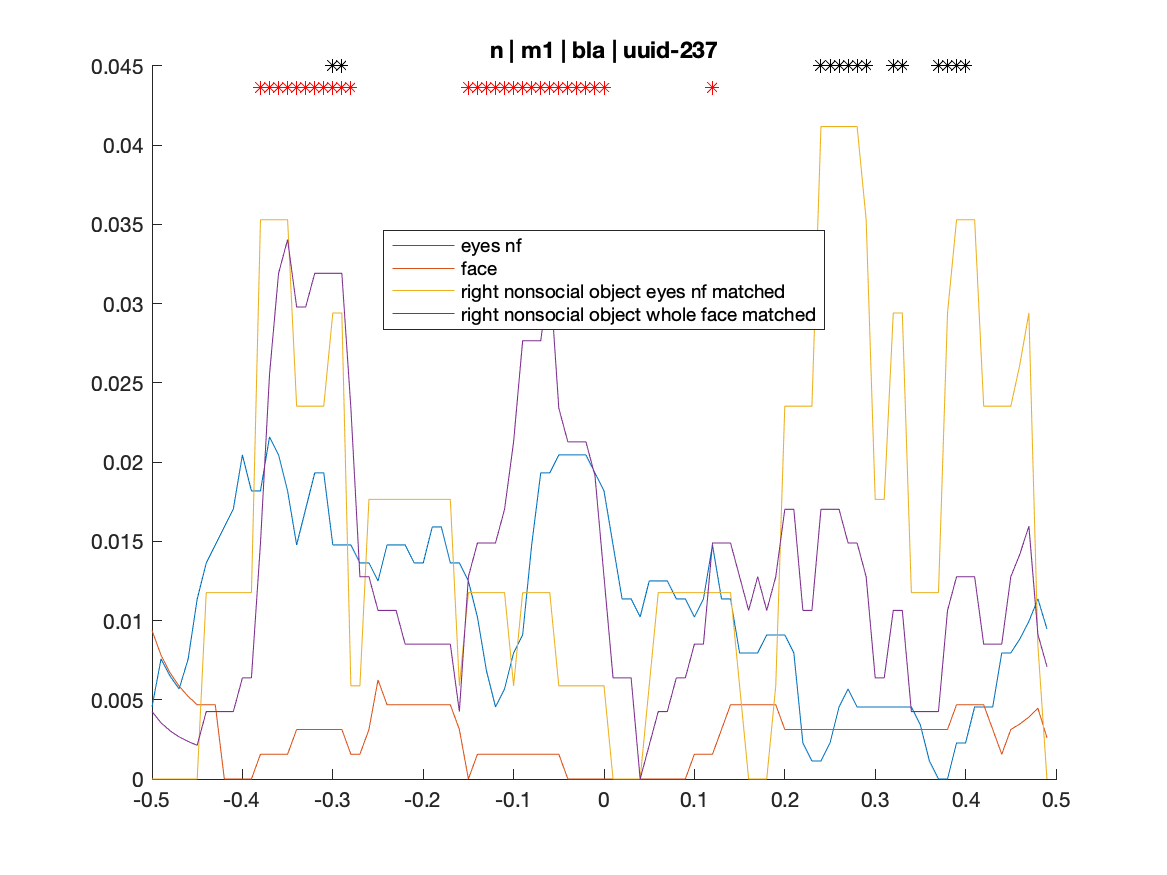 n | m1 | bla | uuid-237
0.045
0.04
0.035
0.03
0.025
0.02
0.015
0.01
0.005
0
eyes nf
face
right nonsocial object eyes nf matched
right nonsocial object whole face matched
-0.5 -0.4 -0.3 -0.2 -0.1 0 0.1 0.2 0.3 0.4 0.5